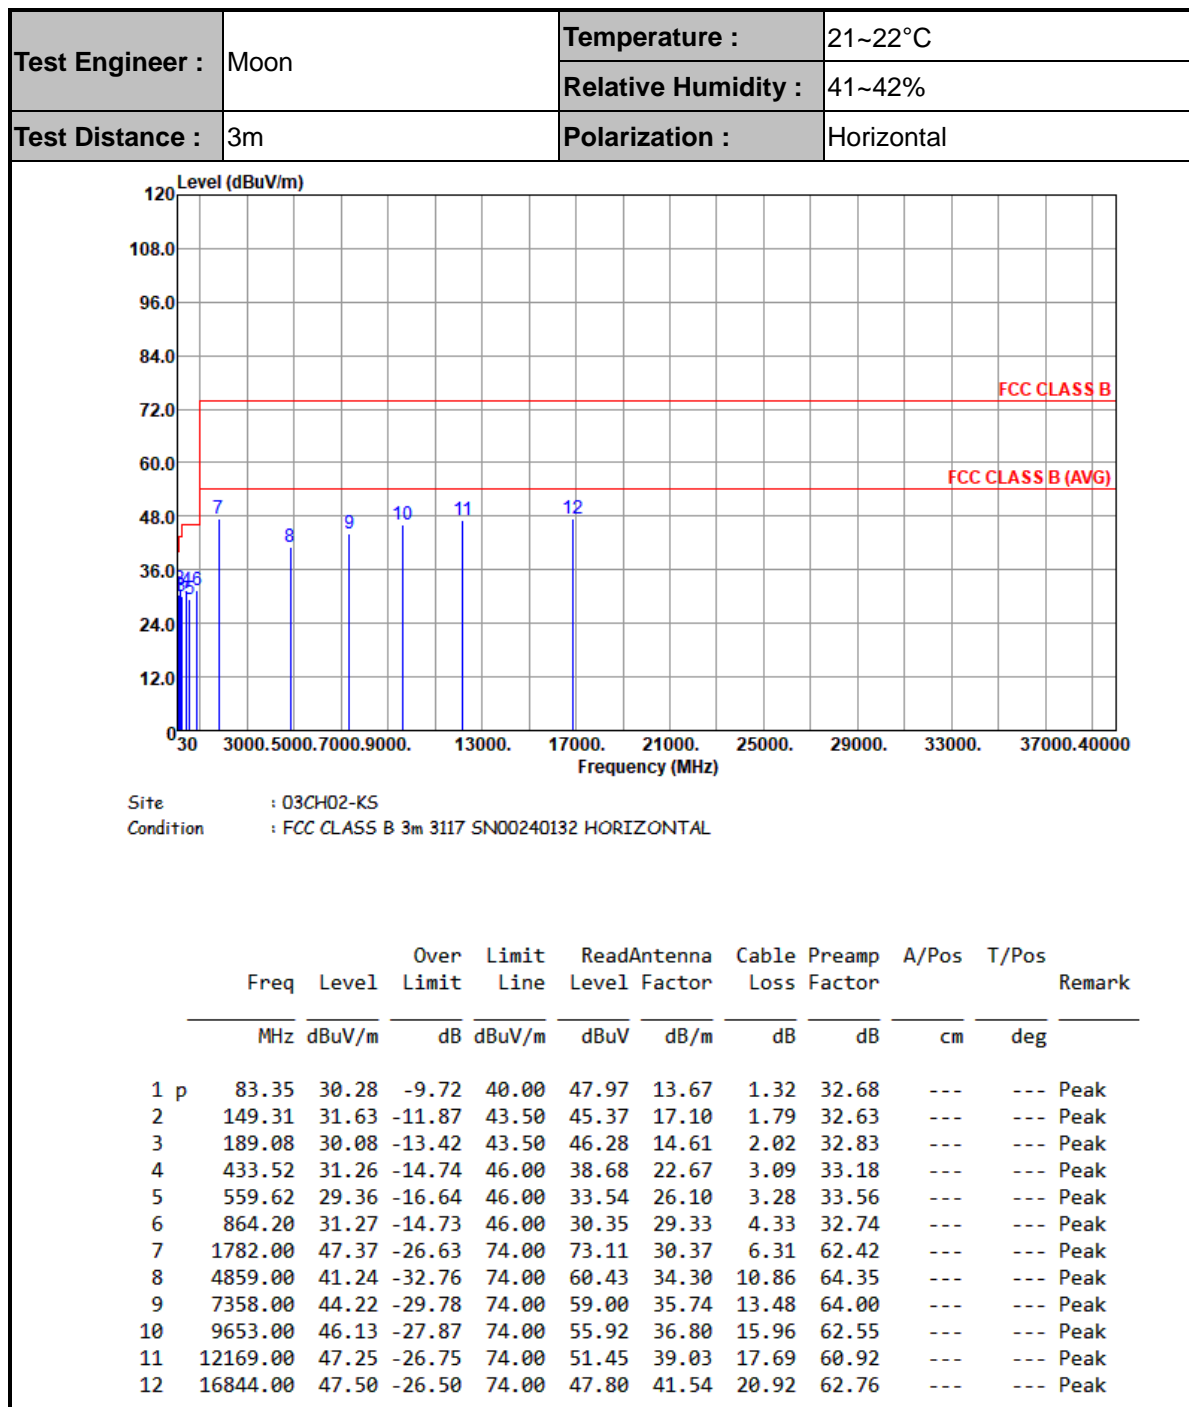 Test Engineer : Moon Temperature : 21~22°C
Relative Humidity : 41~42%
Test Distance : 3m Polarization : Horizontal
Level (dBuV/m)
120
108.0
96.0
84.0
FCC CLASS B
72.0
60.0
FCC CLASS B (AVG)
48.0
7 8 9 10 11 12
36.0
5 6
24.0
12.0
0
30 3000. 5000. 7000. 9000. 13000. 17000. 21000. 25000. 29000. 33000. 37000. 40000
Frequency (MHz)
Site : 03CH02-KS
Condition : FCC CLASS B 3m 3117 SN00240132 HORIZONTAL
Over Limit ReadAntenna Cable Preamp A/Pos T/Pos
Freq Level Limit Line Level Factor Loss Factor Remark
MHz dBuV/m dB dBuV/m dBuV dB/m dB dB cm deg
1 p 83.35 30.28 -9.72 40.00 47.97 13.67 1.32 32.68 --- --- Peak
2 149.31 31.63 -11.87 43.50 45.37 17.10 1.79 32.63 --- --- Peak
3 189.08 30.08 -13.42 43.50 46.28 14.61 2.02 32.83 --- --- Peak
4 433.52 31.26 -14.74 46.00 38.68 22.67 3.09 33.18 --- --- Peak
5 559.62 29.36 -16.64 46.00 33.54 26.10 3.28 33.56 --- --- Peak
6 864.20 31.27 -14.73 46.00 30.35 29.33 4.33 32.74 --- --- Peak
7 1782.00 47.37 -26.63 74.00 73.11 30.37 6.31 62.42 --- --- Peak
8 4859.00 41.24 -32.76 74.00 60.43 34.30 10.86 64.35 --- --- Peak
9 7358.00 44.22 -29.78 74.00 59.00 35.74 13.48 64.00 --- --- Peak
10 9653.00 46.13 -27.87 74.00 55.92 36.80 15.96 62.55 --- --- Peak
11 12169.00 47.25 -26.75 74.00 51.45 39.03 17.69 60.92 --- --- Peak
12 16844.00 47.50 -26.50 74.00 47.80 41.54 20.92 62.76 --- --- Peak